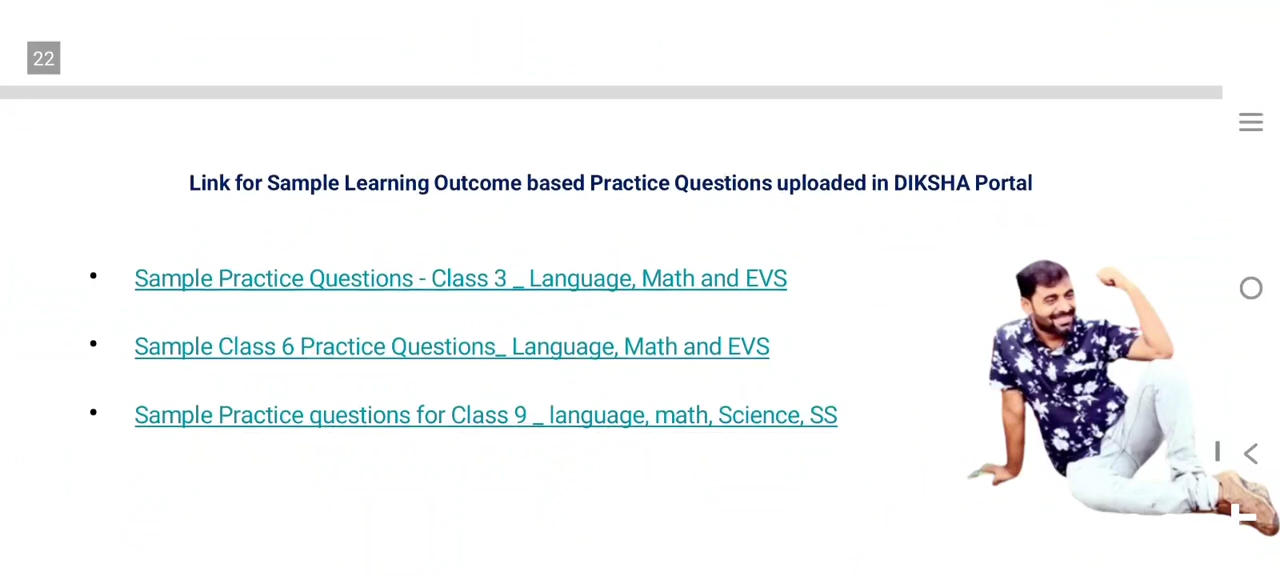 22
Link for Sample Learning Outcome based Practice Questions uploaded in DIKSHA Portal
• Sample Practice Questions - Class 3 _ Language, Math and EVS
• Sample Class 6 Practice Questions_ Language, Math and EVS
• Sample Practice questions for Class 9 _ language, math, Science, SS